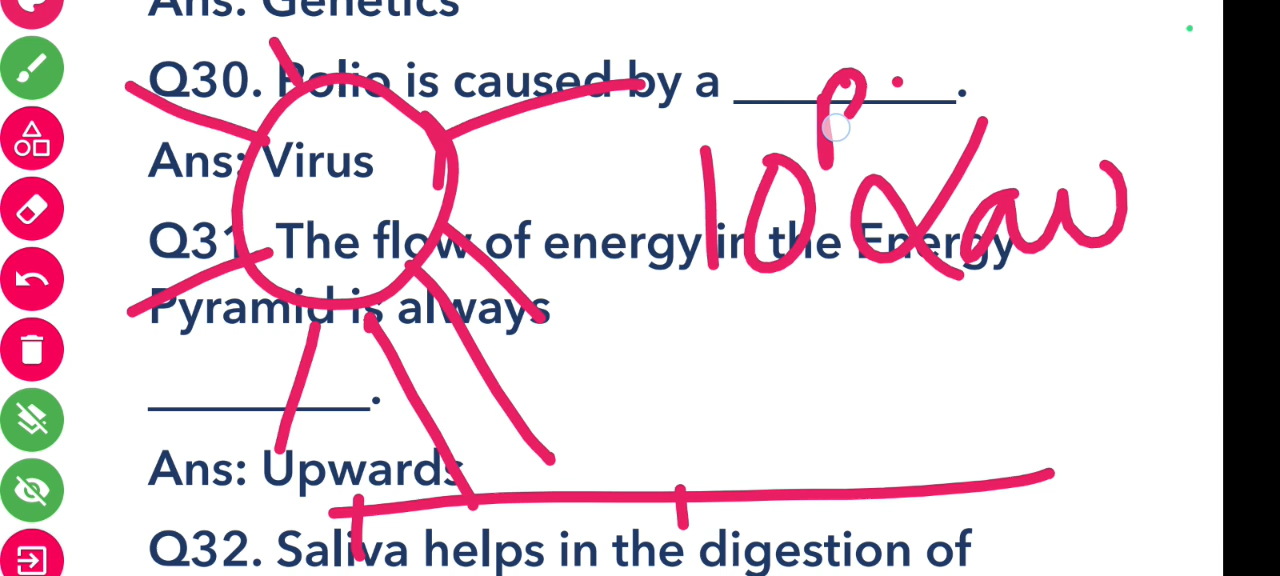 Ans: Genetics
Q30. Polio is caused by a ________.
Ans: Virus
Q31. The flow of energy in the Energy
Pyramid is always
________.
Ans: Upwards
Q32. Saliva helps in the digestion of
10% Law